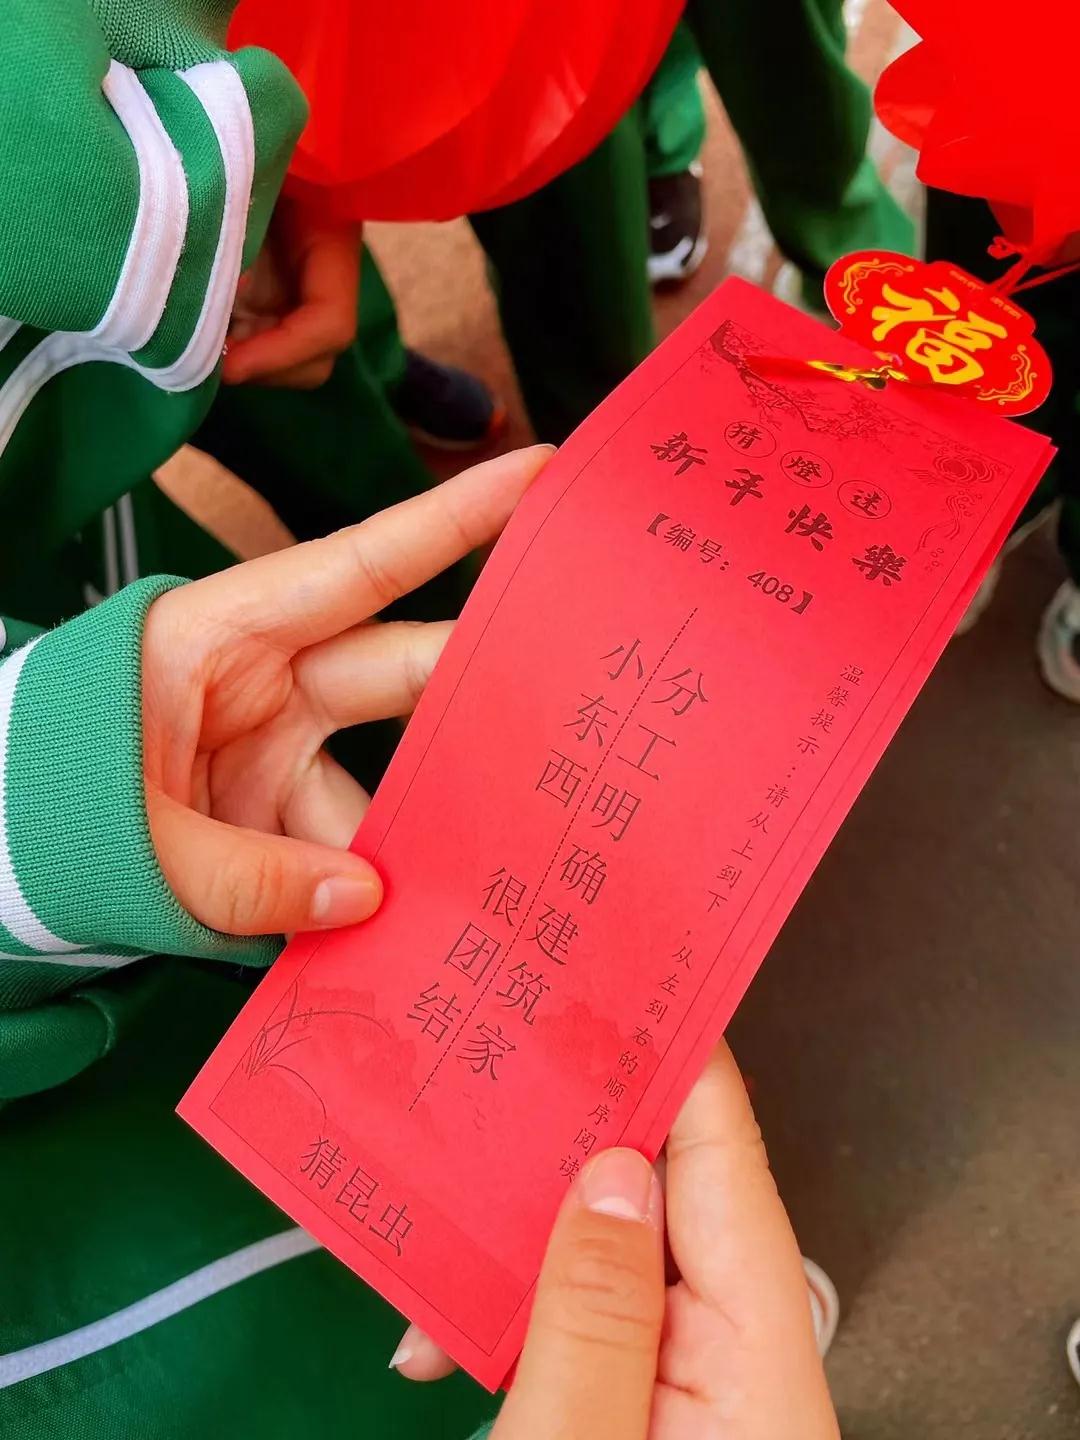 福
猜燈迷
新年快樂
【编号：408】
小东西 很团结
分工明确建筑家
温馨提示：请从上到下，从左到右的顺序阅读
猜昆虫